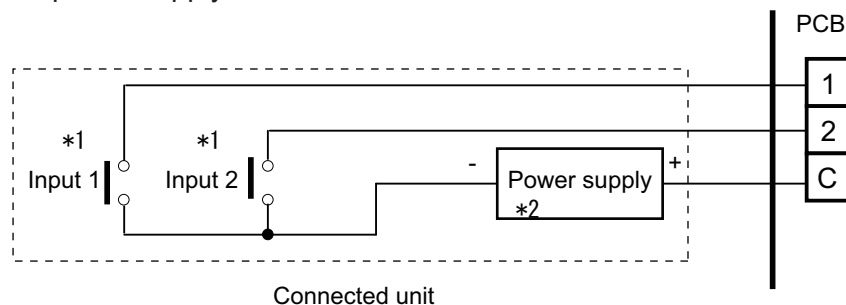 PCB
1
*1 *1 2
- +
Input 1 Input 2 Power supply C
*2
Connected unit